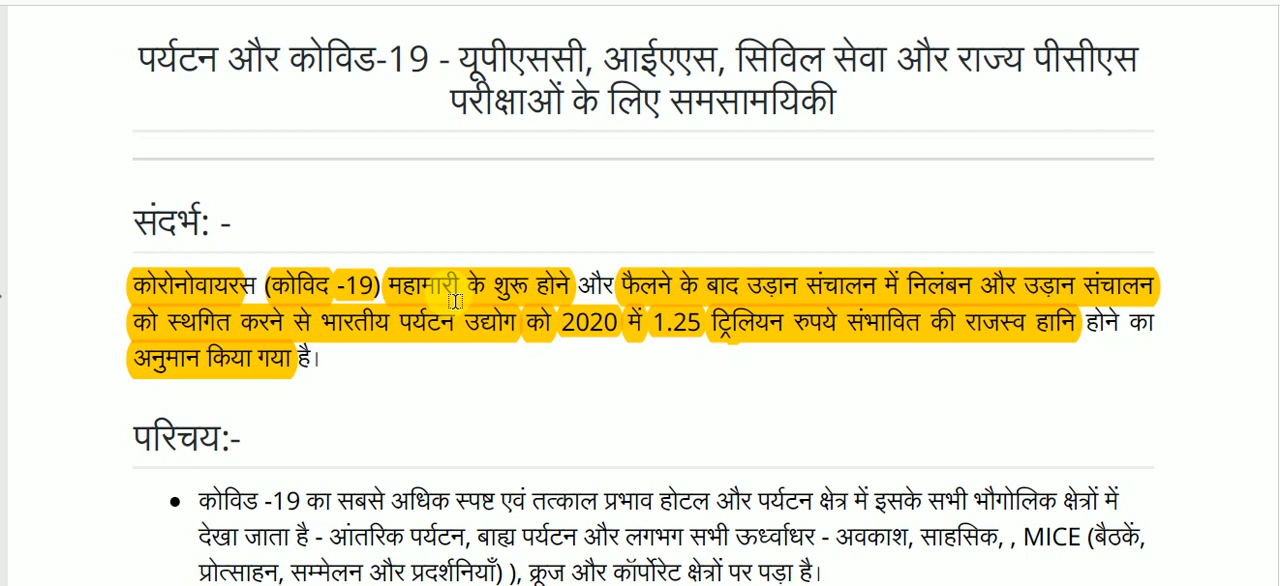 पर्यटन और कोविड-19 - यूपीएससी, आईएएस, सिविल सेवा और राज्य पीसीएस
परीक्षाओं के लिए समसामयिकी
संदर्भ: -
कोरोनोवायरस (कोविद -19) महामारी के शुरू होने और फैलने के बाद उड़ान संचालन में निलंबन और उड़ान संचालन
को स्थगित करने से भारतीय पर्यटन उद्योग को 2020 में 1.25 ट्रिलियन रुपये संभावित की राजस्व हानि होने का
अनुमान किया गया है।
परिचय:-
• कोविड -19 का सबसे अधिक स्पष्ट एवं तत्काल प्रभाव होटल और पर्यटन क्षेत्र में इसके सभी भौगोलिक क्षेत्रों में
देखा जाता है - आंतरिक पर्यटन, बाह्य पर्यटन और लगभग सभी ऊर्ध्वाधर - अवकाश, साहसिक, , MICE (बैठकें,
प्रोत्साहन, सम्मेलन और प्रदर्शनियाँ) ), क्रूज और कॉर्पोरेट क्षेत्रों पर पड़ा है।